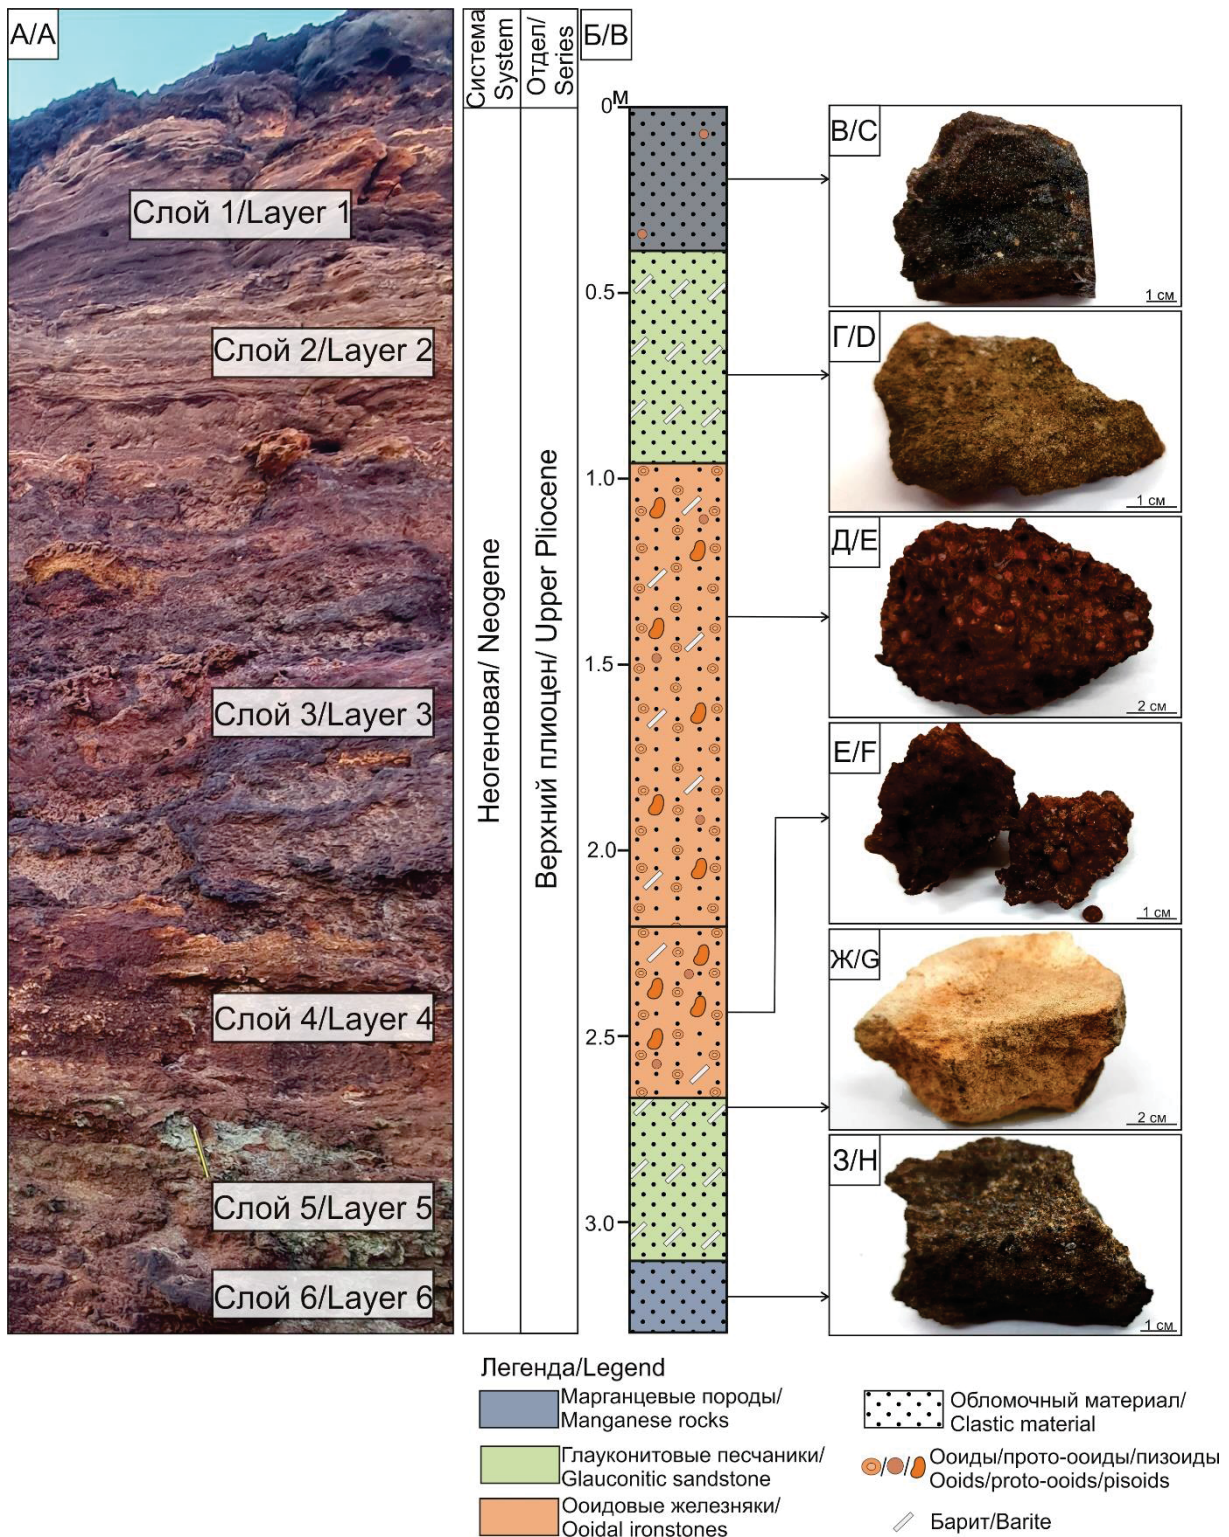 А/A
Слой 1/Layer 1
Слой 2/Layer 2
Слой 3/Layer 3
Слой 4/Layer 4
Слой 5/Layer 5
Слой 6/Layer 6
Система
System
Отдел/
Series
Неогеновая/ Neogene
Верхний плиоцен/ Upper Pliocene
Б/B
0м
0.5
1.0
1.5
2.0
2.5
3.0
В/C
1 см
Г/D
1 см
Д/E
2 см
Е/F
1 см
Ж/G
2 см
З/H
1 см
Легенда/Legend
Марганцевые породы/
Manganese rocks
Глауконитовые песчаники/
Glauconitic sandstone
Ооидовые железняки/
Ooidal ironstones
Обломочный материал/
Clastic material
Ооиды/прото-ооиды/пизоиды
Ooids/proto-ooids/pisoids
Барит/Barite